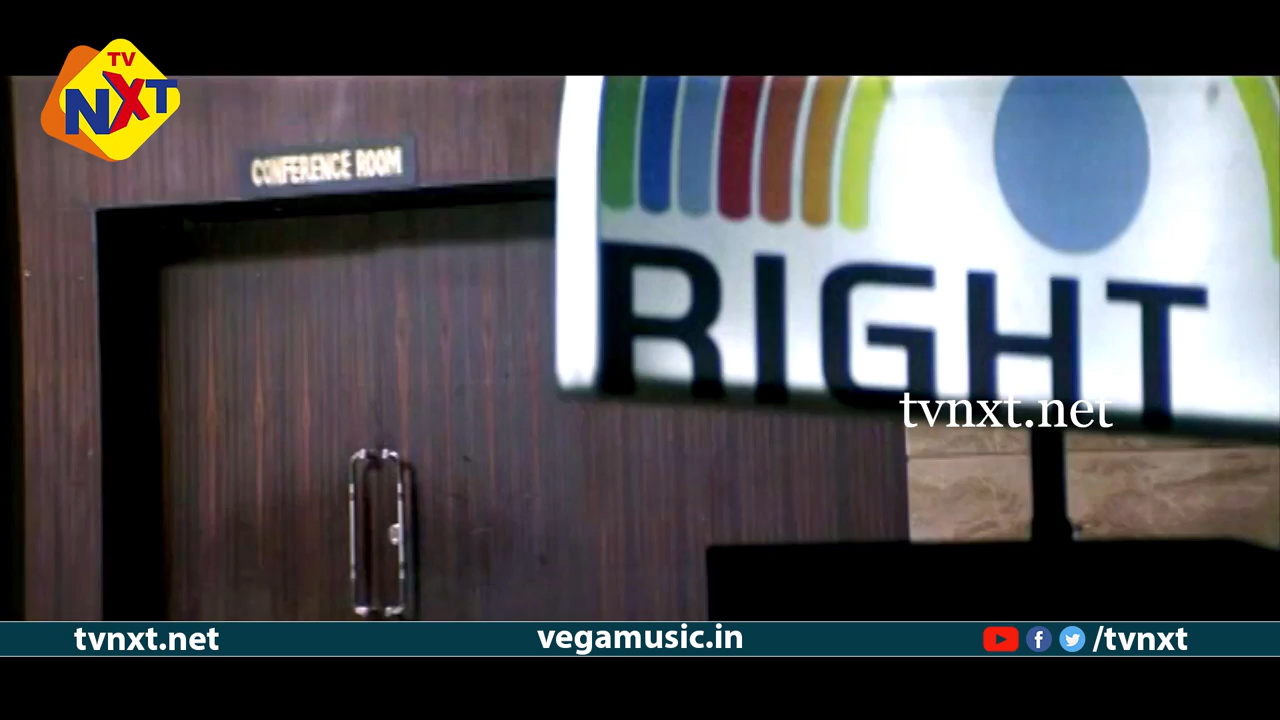 TV
NXT
CONFERENCE ROOM
RIGHT
tvnxt.net
tvnxt.net
vegamusic.in
/tvnxt